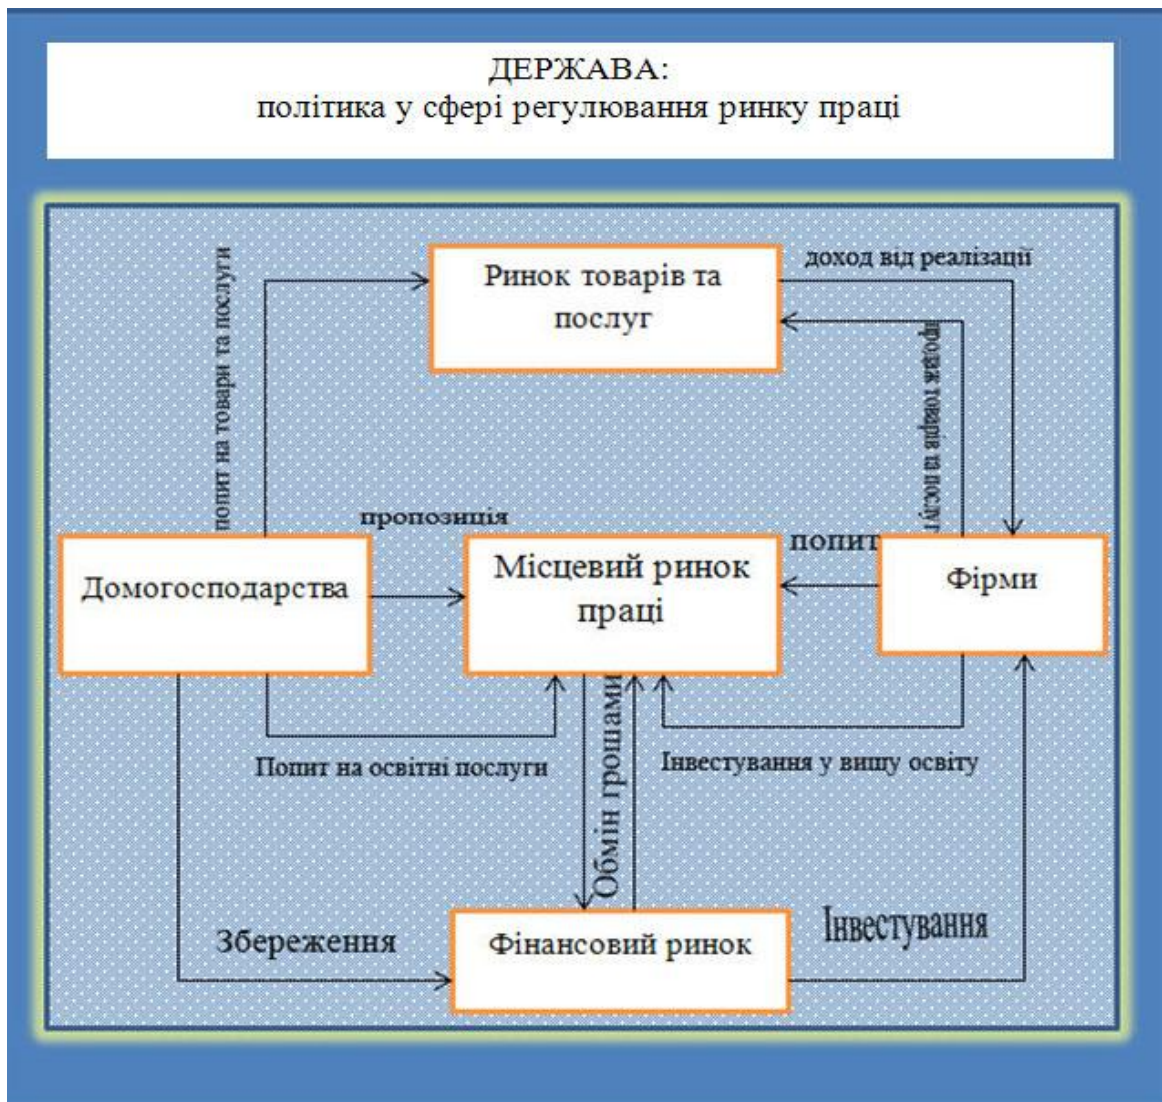 ДЕРЖАВА:
політика у сфері регулювання ринку праці
попит на товари та послуги
Ринок товарів та
послуг
доход від реалізації
продаж товарів та послуг
пропозиція
Домогосподарства
Місцевий ринок
праці
попит
Фірми
Попит на освітні послуги
Обмін грошами
Інвестування у вищу освіту
Збереження
Фінансовий ринок
Інвестування